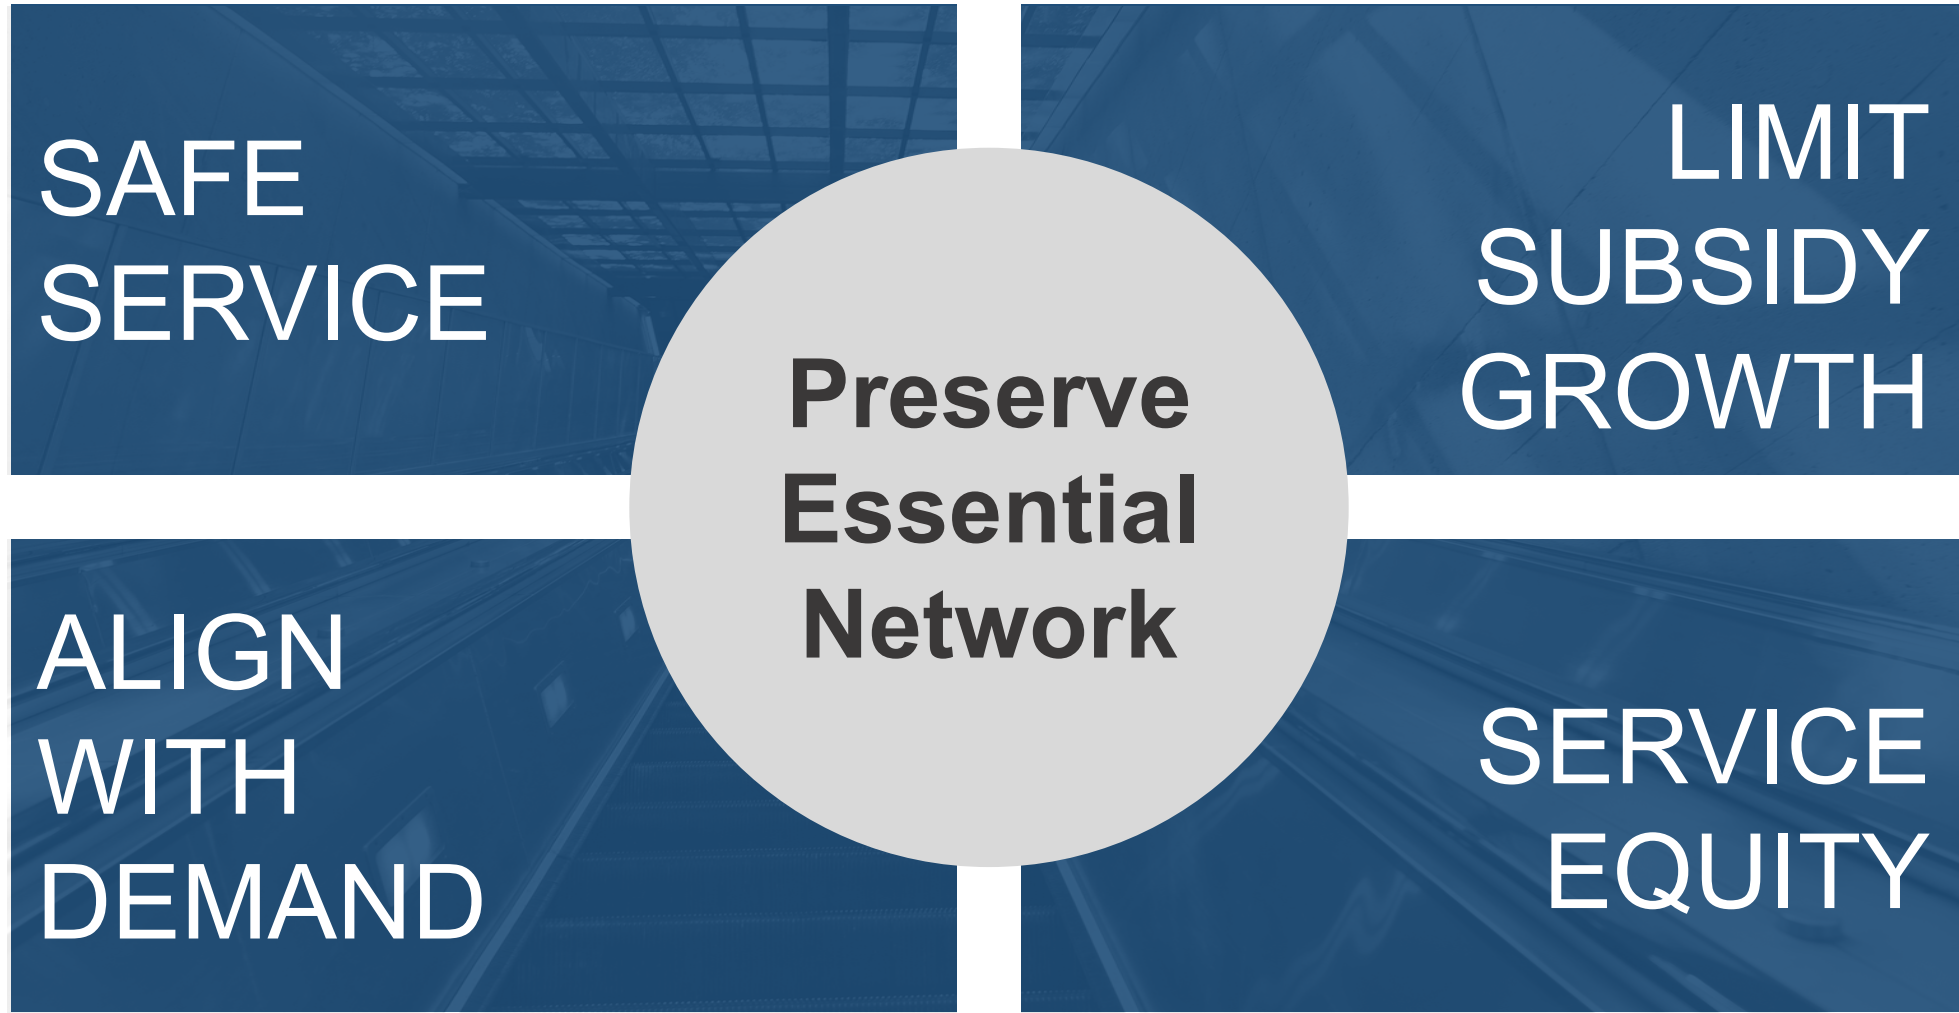 SAFE
SERVICE
LIMIT
SUBSIDY
GROWTH
Preserve
Essential
Network
ALIGN
WITH
DEMAND
SERVICE
EQUITY